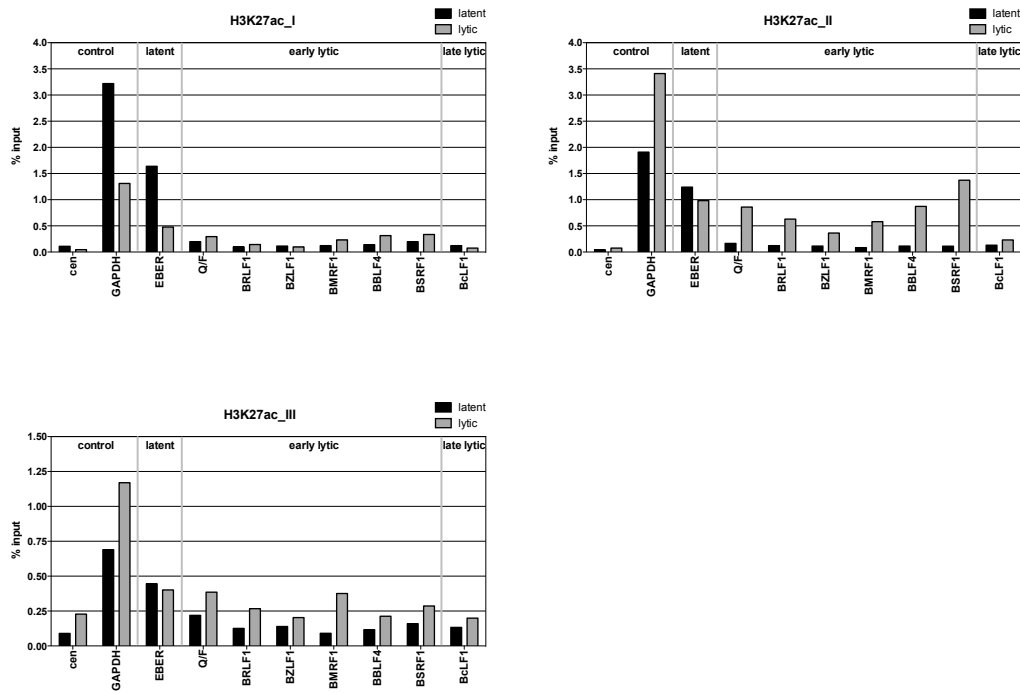 H3K27ac_I
latent
lytic
4.0
3.5
3.0
2.5
2.0
1.5
1.0
0.5
0.0
% input
control
latent
early lytic
late lytic
cen
GAPDH
EBER
Q/F
BRLF1
BZLF1
BMRF1
BBLF4
BSRF1
BcLF1
H3K27ac_II
latent
lytic
4.0
3.5
3.0
2.5
2.0
1.5
1.0
0.5
0.0
% input
control
latent
early lytic
late lytic
cen
GAPDH
EBER
Q/F
BRLF1
BZLF1
BMRF1
BBLF4
BSRF1
BcLF1
H3K27ac_III
latent
lytic
1.50
1.25
1.00
0.75
0.50
0.25
0.00
% input
control
latent
early lytic
late lytic
cen
GAPDH
EBER
Q/F
BRLF1
BZLF1
BMRF1
BBLF4
BSRF1
BcLF1